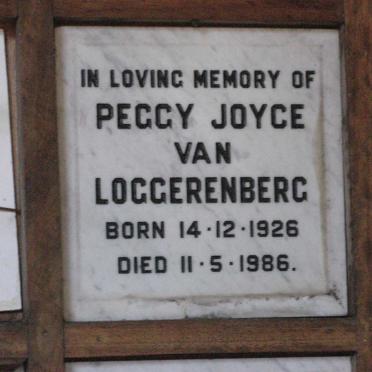 IN LOVING MEMORY OF
PEGGY JOYCE
VAN
LOGGERENBERG
BORN 14·12·1926
DIED 11·5·1986.